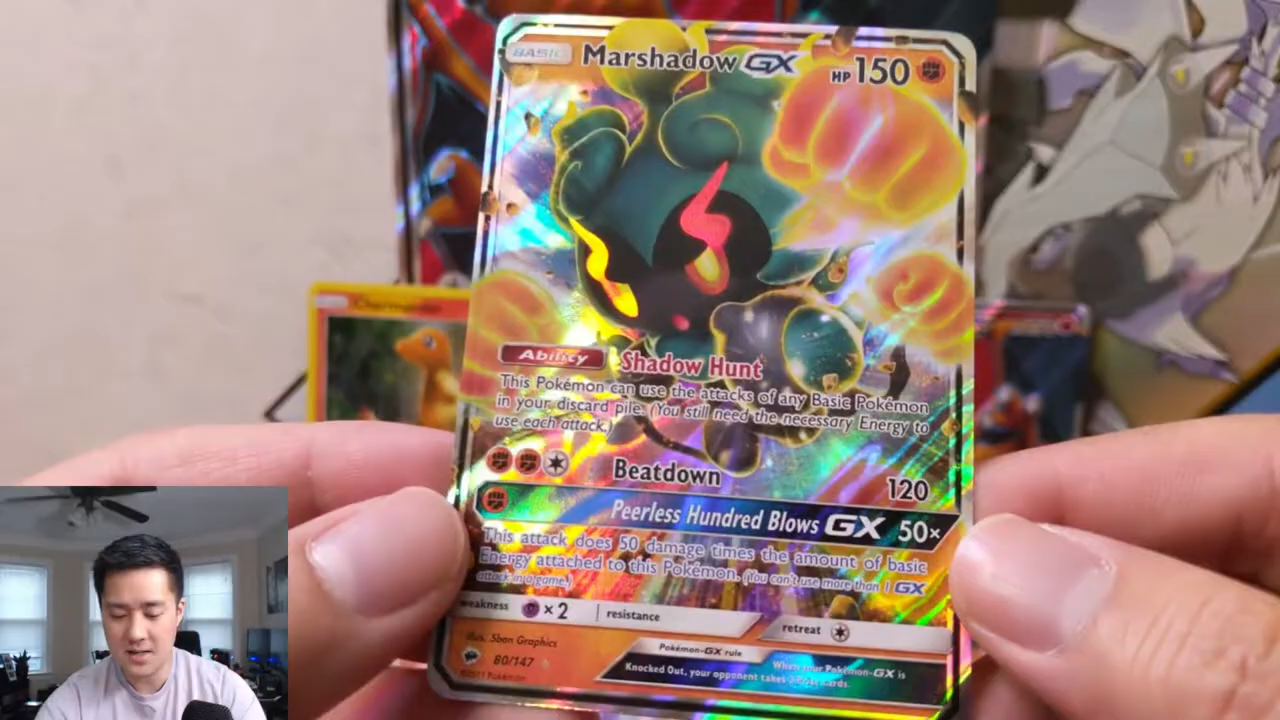 BASIC Marshadow GX HP 150
Ability Shadow Hunt
This Pokémon can use the attacks of any Basic Pokémon
in your discard pile. (You still need the necessary Energy to
use each attack.)
Beatdown 120
Peerless Hundred Blows GX 50×
This attack does 50 damage times the amount of basic
Energy attached to this Pokémon. (You can't use more than 1 GX
attack in a game.)
weakness ×2 resistance retreat
illus. 5ban Graphics
80/147
©2017 Pokémon
Pokémon-GX rule
When your Pokémon-GX is
Knocked Out, your opponent takes 2 Prize cards.